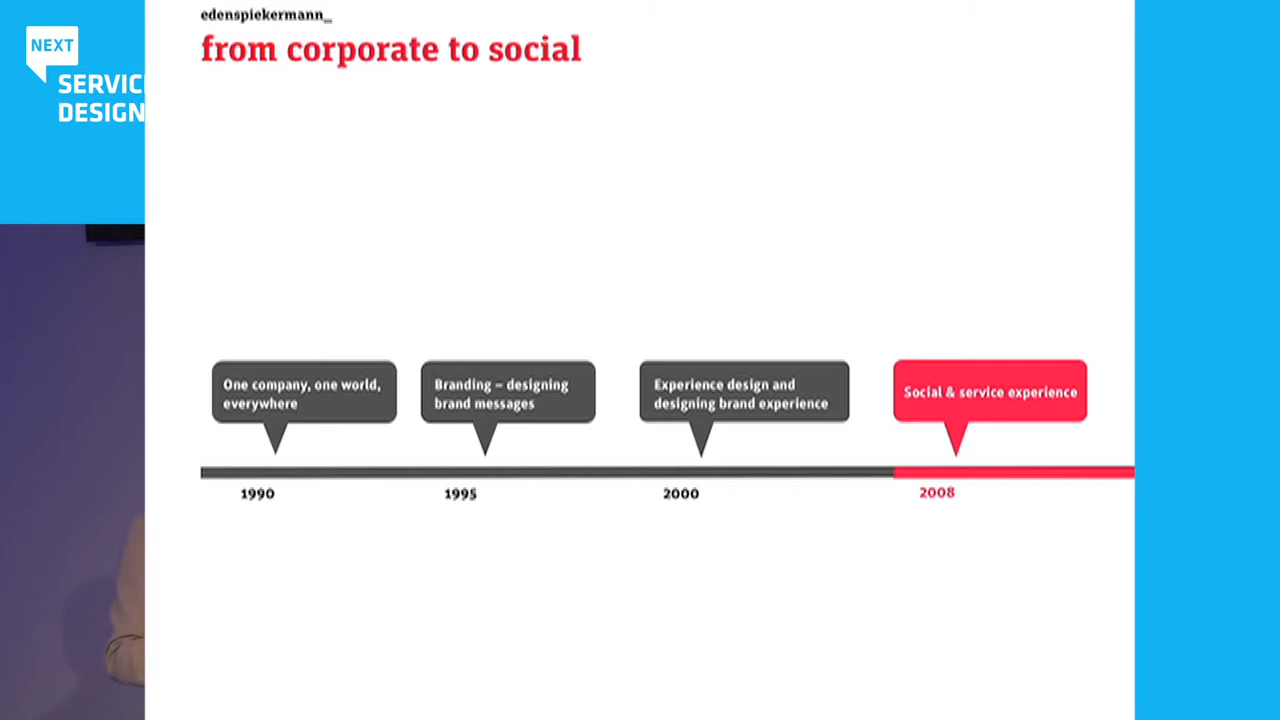 NEXT
SERVIC
DESIGN
edenspiekermann_
from corporate to social
One company, one world,
everywhere
Branding – designing
brand messages
Experience design and
designing brand experience
Social & service experience
1990
1995
2000
2008